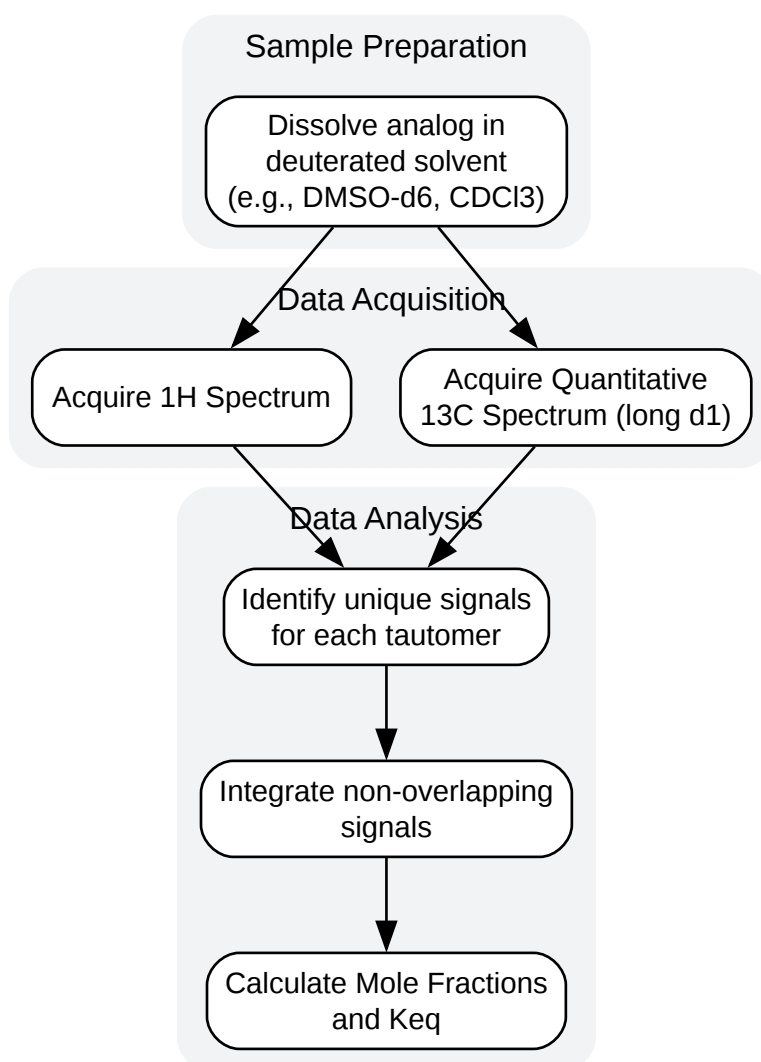 Sample Preparation
Dissolve analog in
deuterated solvent
(e.g., DMSO-d6, CDCl3)
Data Acquisition
Acquire 1H Spectrum
Acquire Quantitative
13C Spectrum (long d1)
Data Analysis
Identify unique signals
for each tautomer
Integrate non-overlapping
signals
Calculate Mole Fractions
and Keq